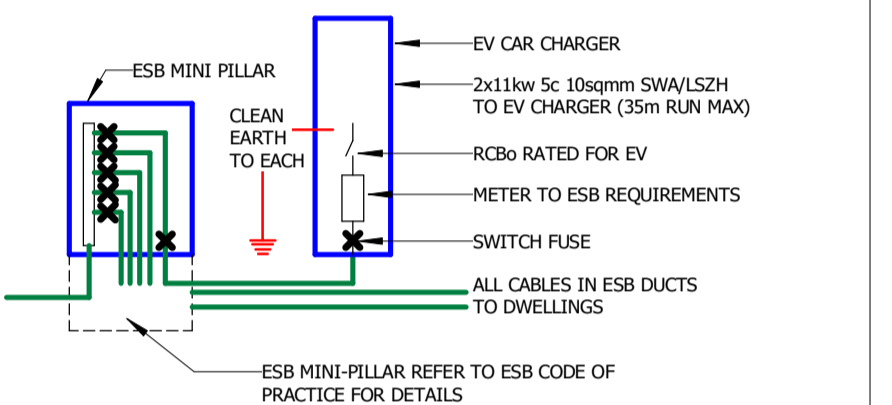 EV CAR CHARGER
ESB MINI PILLAR
2x11kw 5c 10sqmm SWA/LSZH
TO EV CHARGER (35m RUN MAX)
CLEAN
EARTH
TO EACH
RCBo RATED FOR EV
METER TO ESB REQUIREMENTS
SWITCH FUSE
ALL CABLES IN ESB DUCTS
TO DWELLINGS
ESB MINI-PILLAR REFER TO ESB CODE OF
PRACTICE FOR DETAILS